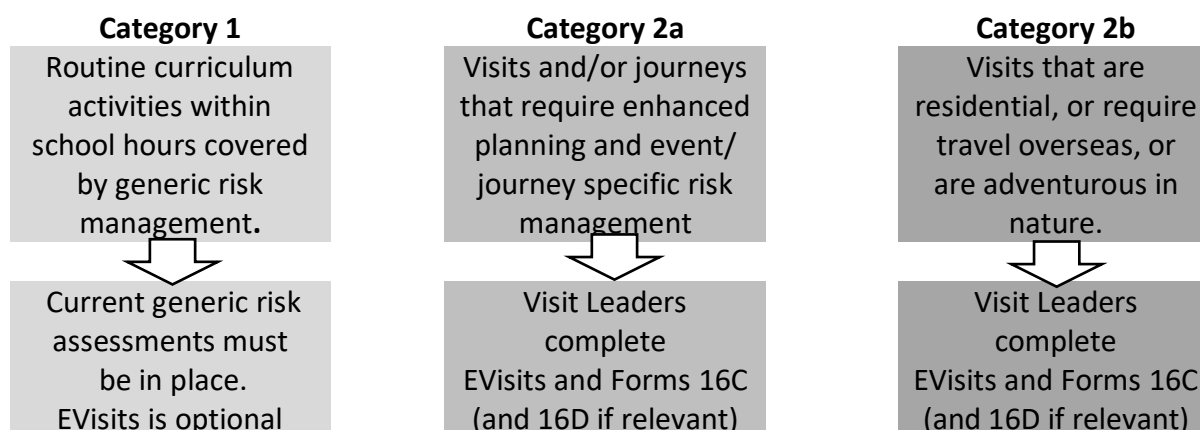 Category 1
Routine curriculum
activities within
school hours covered
by generic risk
management.
Current generic risk
assessments must
be in place.
EVisits is optional
Category 2a
Visits and/or journeys
that require enhanced
planning and event/
journey specific risk
management
Visit Leaders
complete
EVisits and Forms 16C
(and 16D if relevant)
Category 2b
Visits that are
residential, or require
travel overseas, or
are adventurous in
nature.
Visit Leaders
complete
EVisits and Forms 16C
(and 16D if relevant)